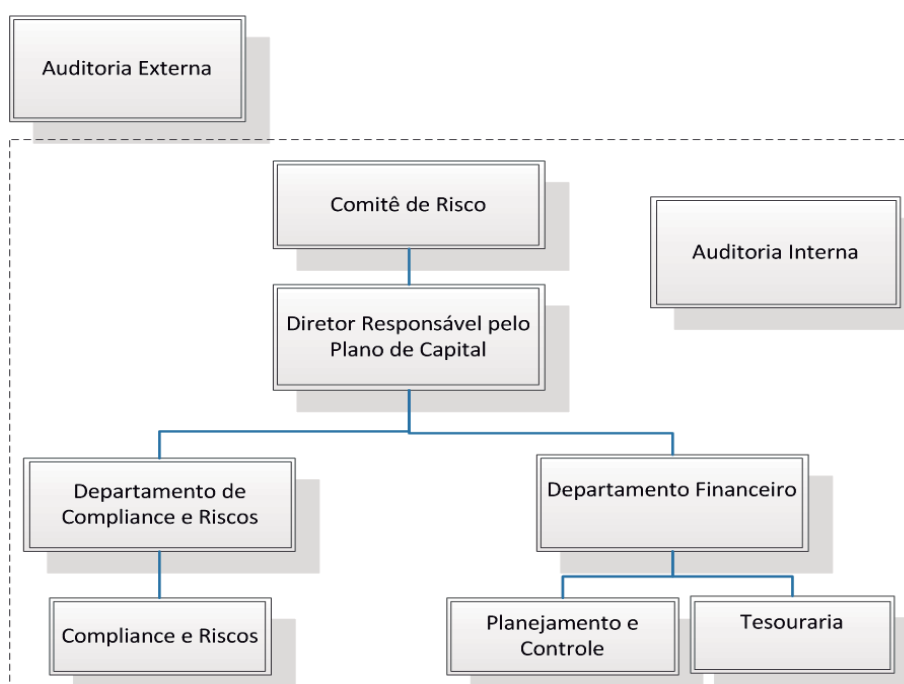 Auditoria Externa
Comitê de Risco
Auditoria Interna
Diretor Responsável pelo
Plano de Capital
Departamento de
Compliance e Riscos
Departamento Financeiro
Compliance e Riscos
Planejamento e
Controle
Tesouraria